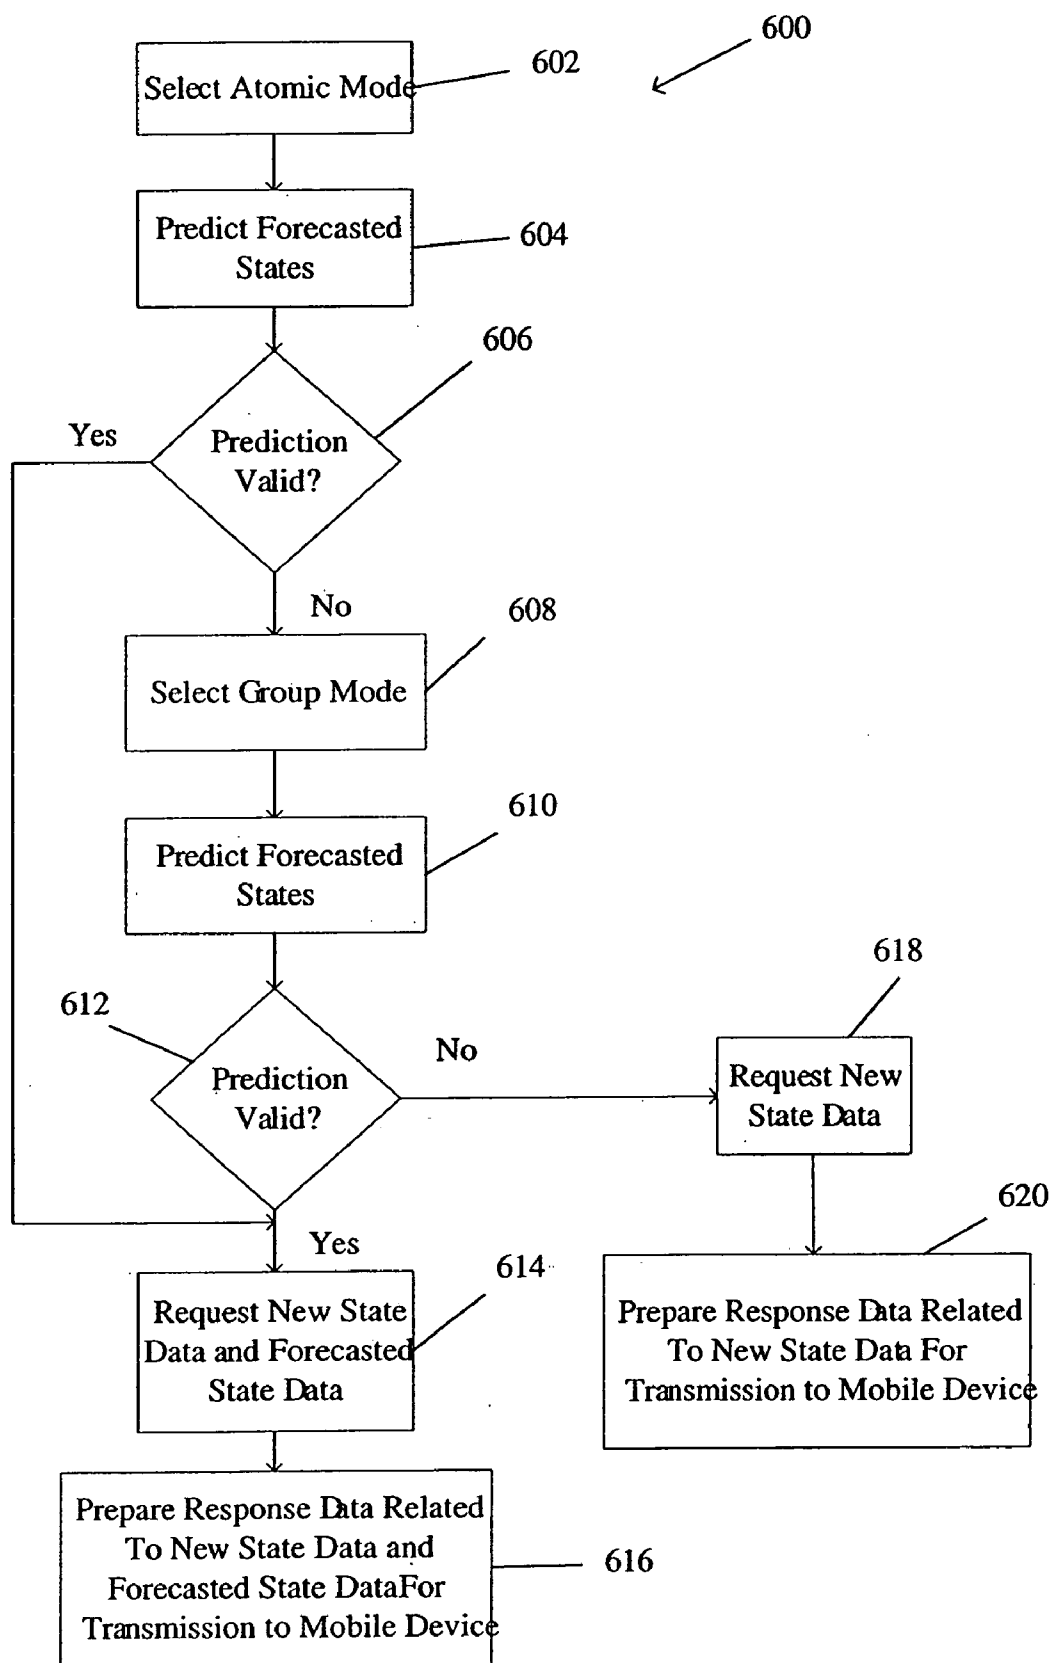 600
Select Atomic Mode
602
Predict Forecasted
States
604
606
Yes
Prediction
Valid?
No
608
Select Group Mode
610
Predict Forecasted
States
612
618
No
Prediction
Valid?
Request New
State Data
620
Yes
614
Request New State
Data and Forecasted
State Data
Prepare Response Data Related
To New State Data For
Transmission to Mobile Device
Prepare Response Data Related
To New State Data and
Forecasted State DataFor
Transmission to Mobile Device
616